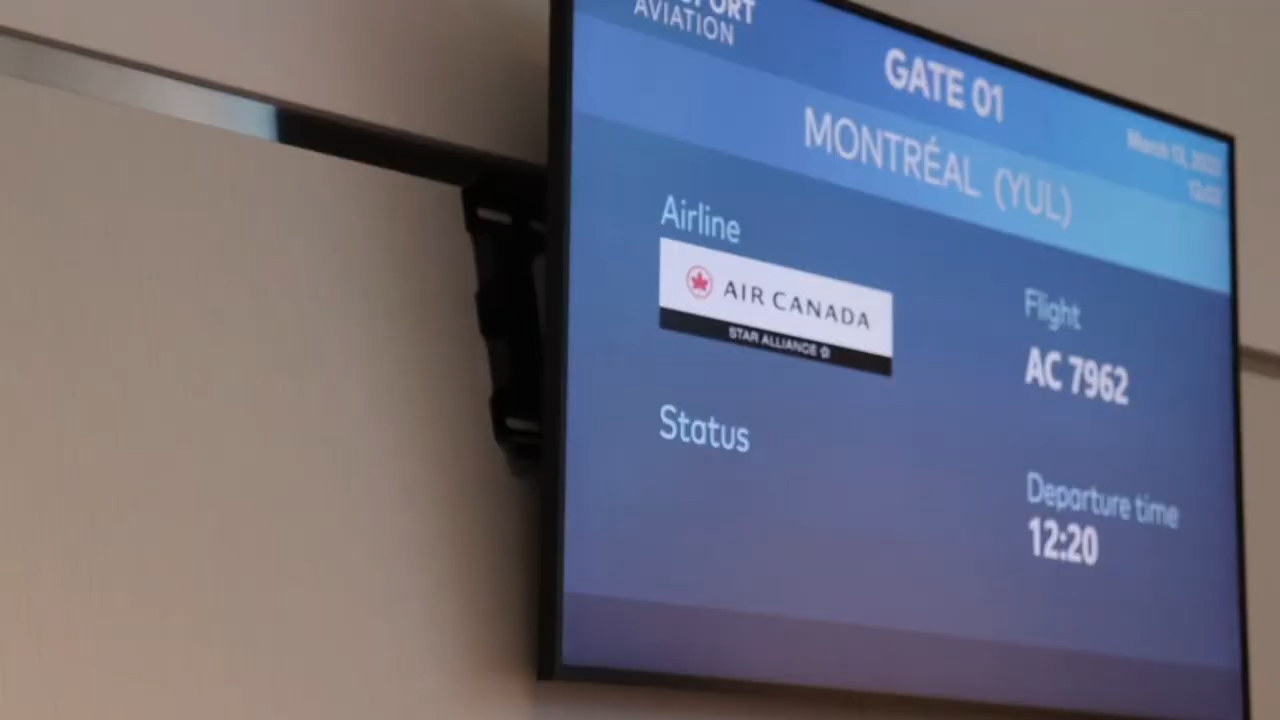 AVIATION
GATE 01
MONTRÉAL (YUL)
Airline
AIR CANADA
STAR ALLIANCE
Flight
AC 7962
Status
Departure time
12:20